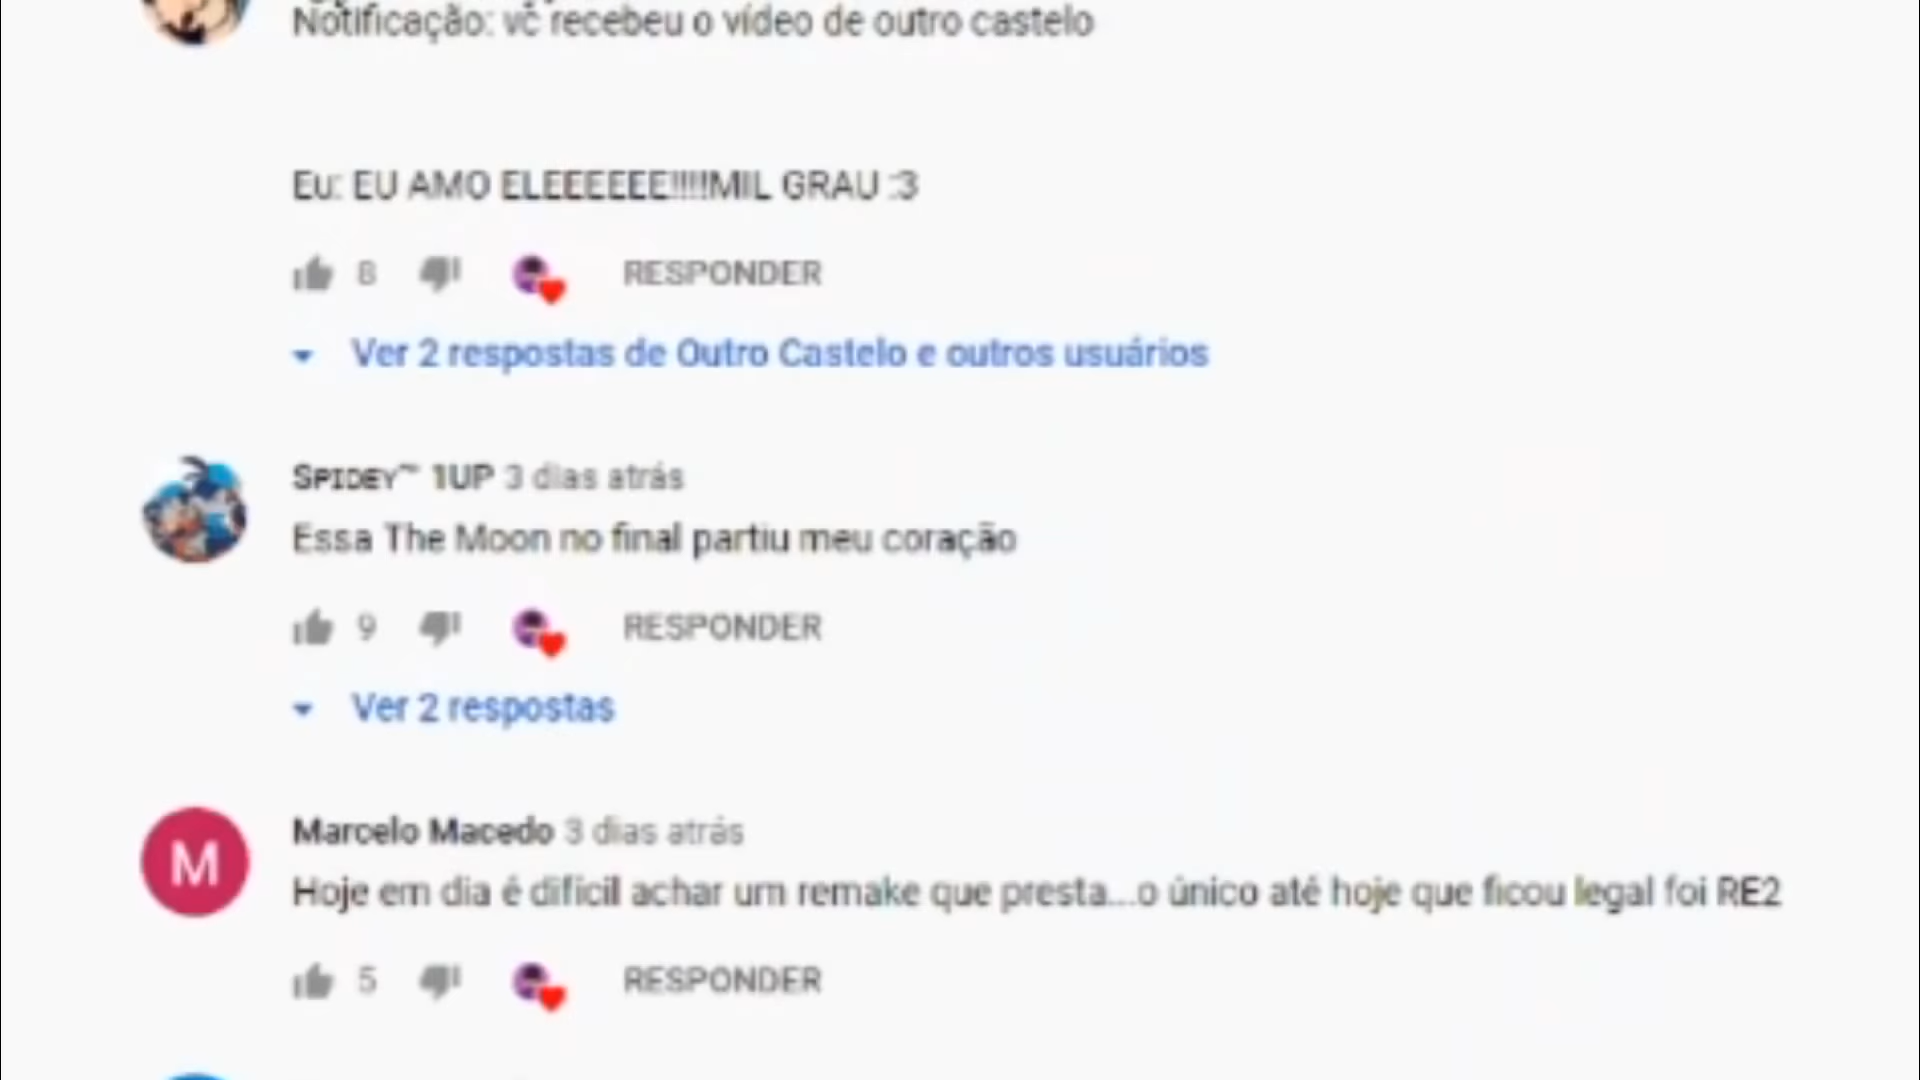 Notificação: vc recebeu o vídeo de outro castelo
Eu: EU AMO ELEEEEEE!!!!MIL GRAU :3
8 RESPONDER
Ver 2 respostas de Outro Castelo e outros usuários
Sᴘɪᴅᴇʏ™ 1UP 3 dias atrás
Essa The Moon no final partiu meu coração
9 RESPONDER
Ver 2 respostas
M
Marcelo Macedo 3 dias atrás
Hoje em dia é dificil achar um remake que presta...o único até hoje que ficou legal foi RE2
5 RESPONDER